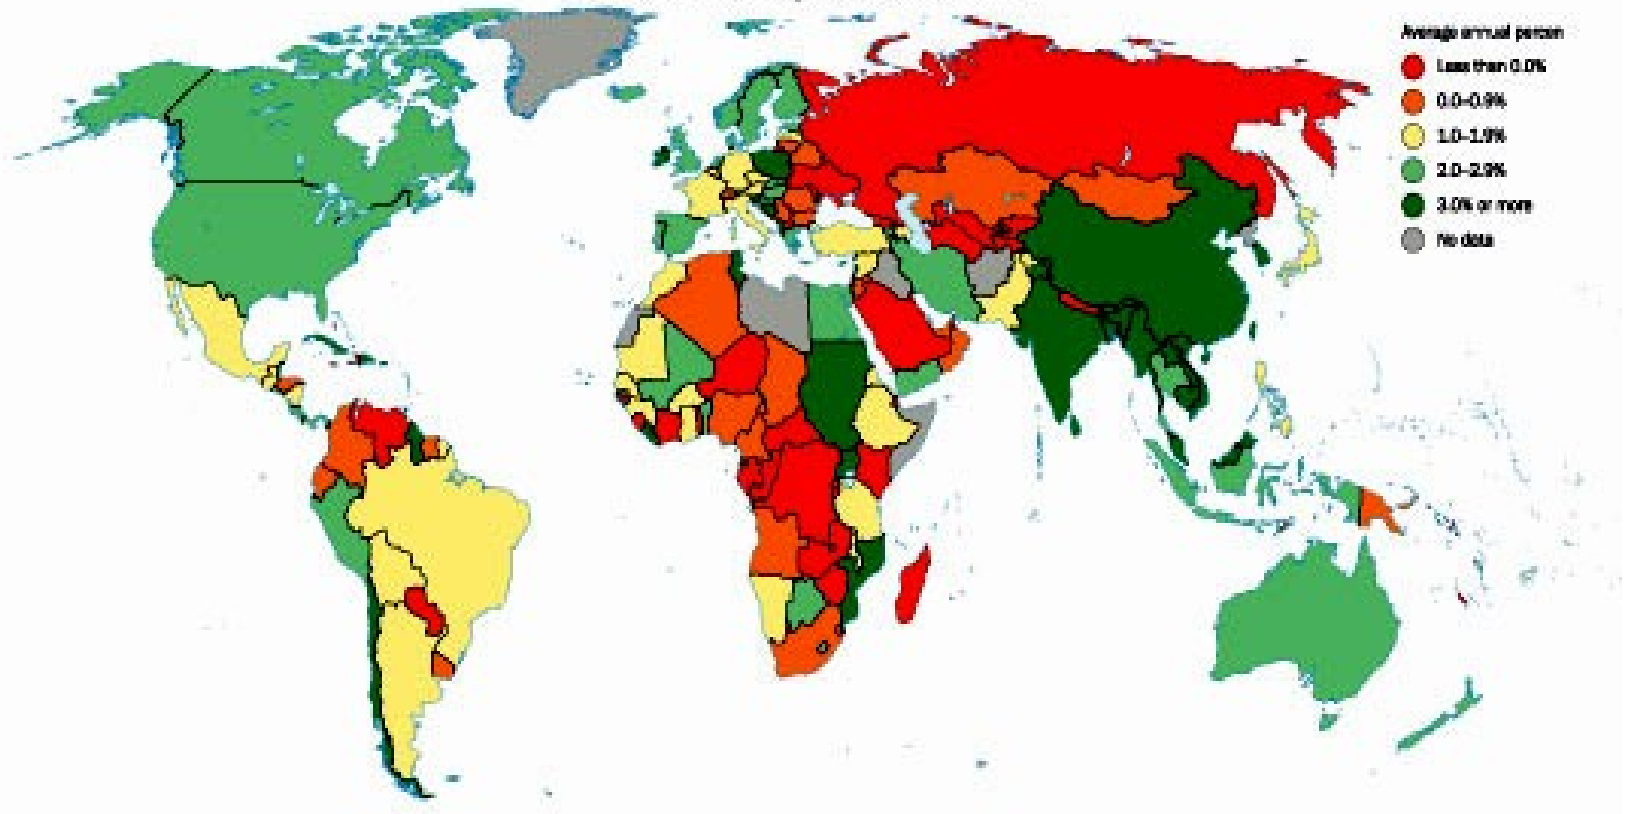 Average annual percen
Less than 0.0%
0.0–0.9%
1.0–1.9%
2.0–2.9%
3.0% or more
No data